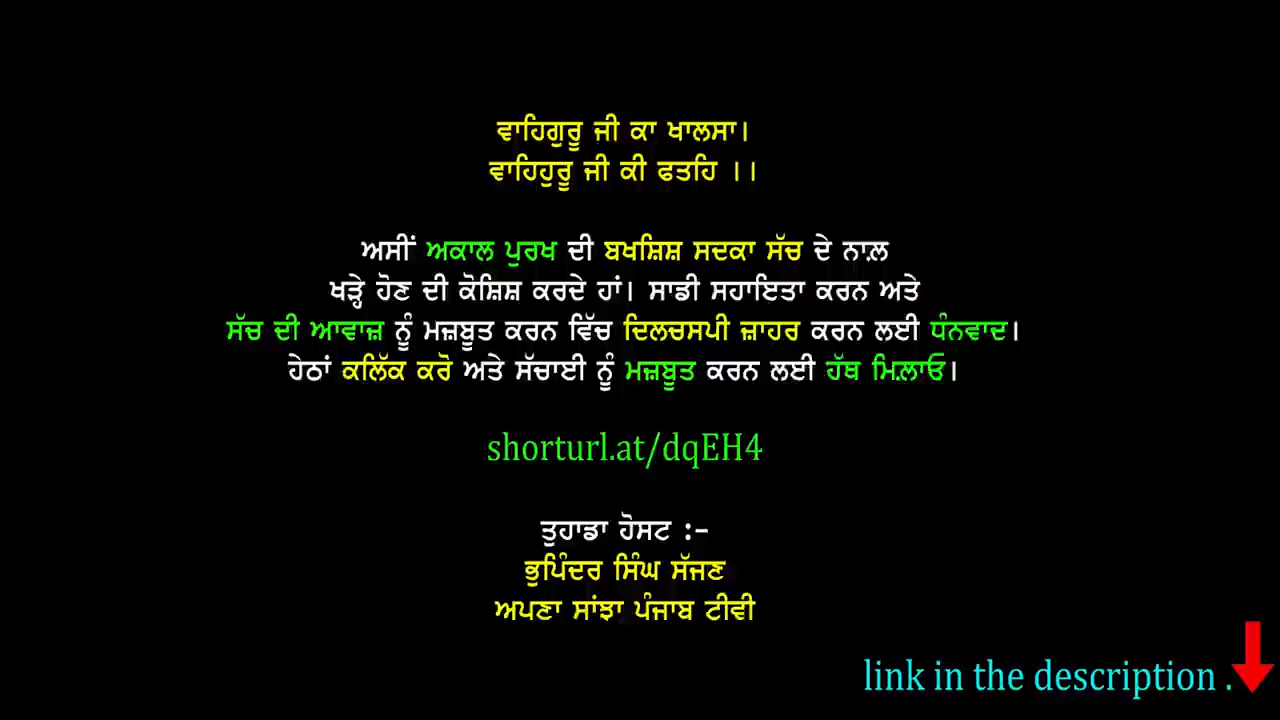 ਵਾਹਿਗੁਰੂ ਜੀ ਕਾ ਖਾਲਸਾ।
ਵਾਹਿਹੁਰੂ ਜੀ ਕੀ ਫਤਹਿ ।।
ਅਸੀਂ ਅਕਾਲ ਪੁਰਖ ਦੀ ਬਖਸ਼ਿਸ਼ ਸਦਕਾ ਸੱਚ ਦੇ ਨਾਲ਼
ਖੜ੍ਹੇ ਹੋਣ ਦੀ ਕੋਸ਼ਿਸ਼ ਕਰਦੇ ਹਾਂ। ਸਾਡੀ ਸਹਾਇਤਾ ਕਰਨ ਅਤੇ
ਸੱਚ ਦੀ ਆਵਾਜ਼ ਨੂੰ ਮਜ਼ਬੂਤ ਕਰਨ ਵਿੱਚ ਦਿਲਚਸਪੀ ਜ਼ਾਹਰ ਕਰਨ ਲਈ ਧੰਨਵਾਦ।
ਹੇਠਾਂ ਕਲਿੱਕ ਕਰੋ ਅਤੇ ਸੱਚਾਈ ਨੂੰ ਮਜ਼ਬੂਤ ਕਰਨ ਲਈ ਹੱਥ ਮਿਲ਼ਾਓ।
shorturl.at/dqEH4
ਤੁਹਾਡਾ ਹੋਸਟ :-
ਭੁਪਿੰਦਰ ਸਿੰਘ ਸੱਜਣ
ਅਪਣਾ ਸਾਂਝਾ ਪੰਜਾਬ ਟੀਵੀ
link in the description .